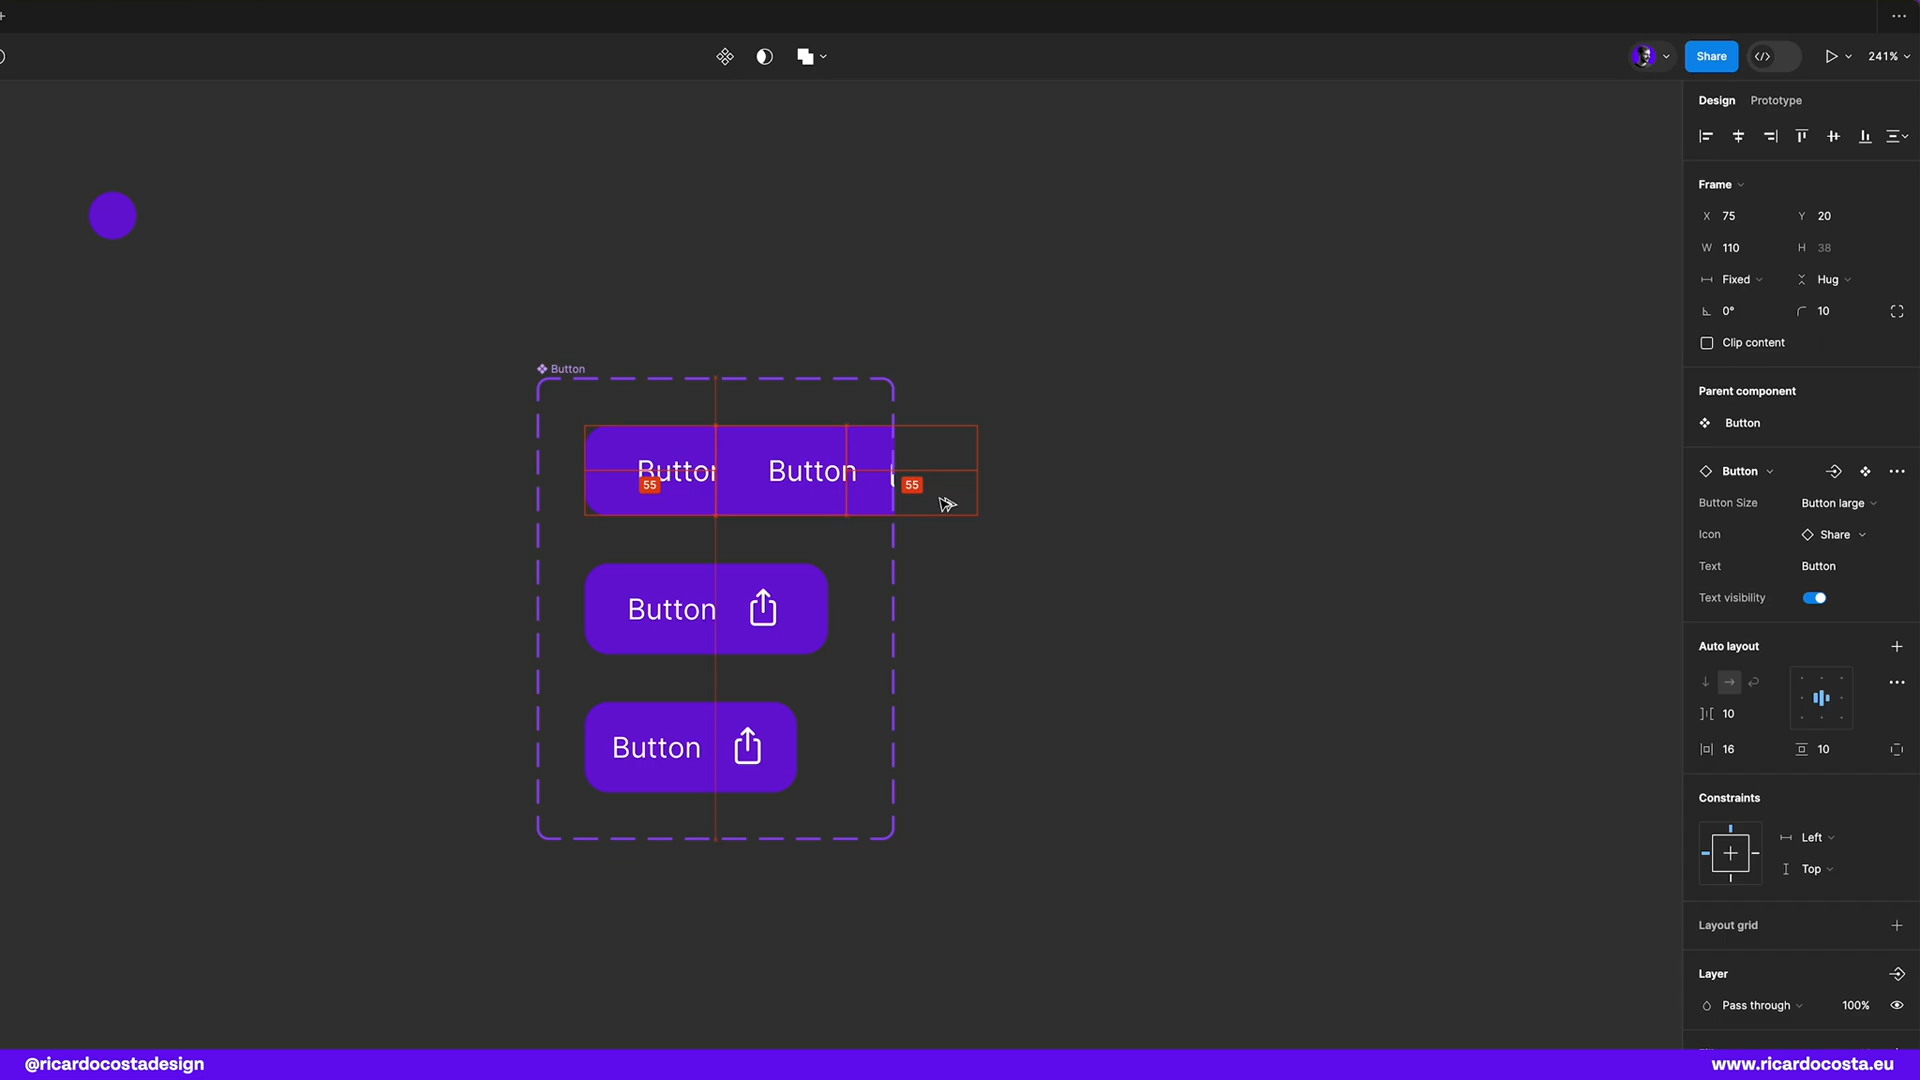 Share
241%
Design Prototype
Frame
X 75 Y 20
W 110 H 38
Fixed Hug
0° 10
Clip content
Parent component
Button
Button
Button Size Button large
Icon Share
Text Button
Text visibility
Auto layout
10
16 10
Constraints
Left
Top
Layout grid
Layer
Pass through 100%
Button
Button Button
55 55
Button
Button
@ricardocostadesign
www.ricardocosta.eu